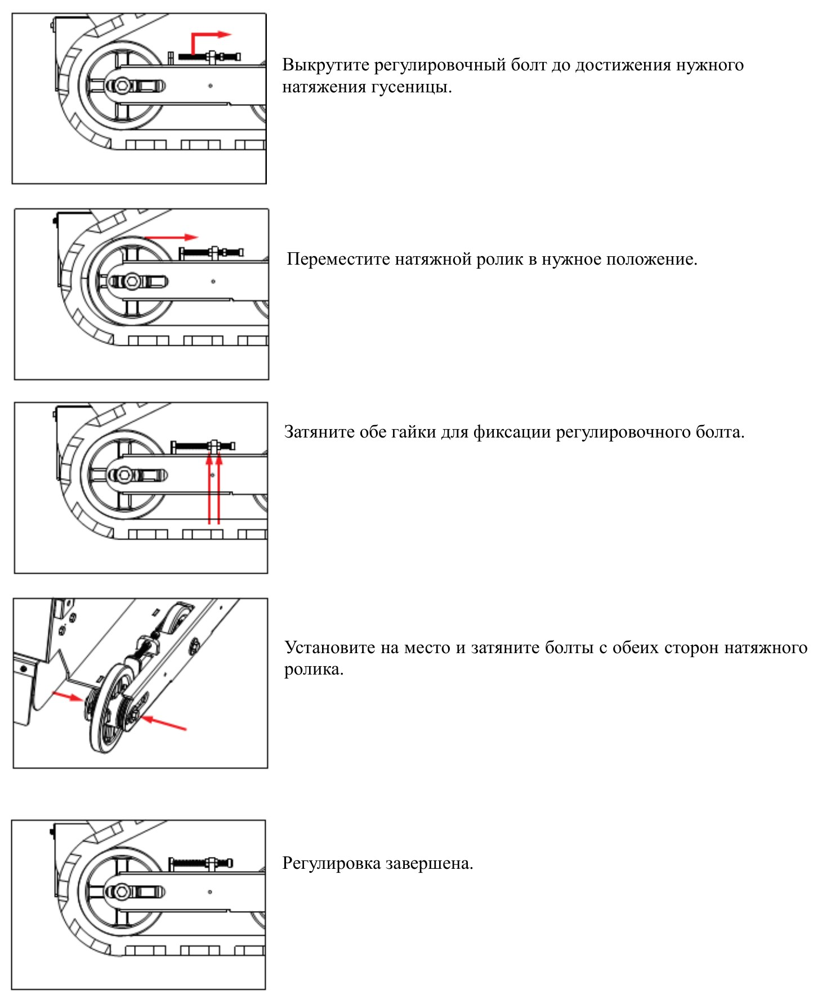 Выкрутите регулировочный болт до достижения нужного
натяжения гусеницы.
Переместите натяжной ролик в нужное положение.
Затяните обе гайки для фиксации регулировочного болта.
Установите на место и затяните болты с обеих сторон натяжного
ролика.
Регулировка завершена.